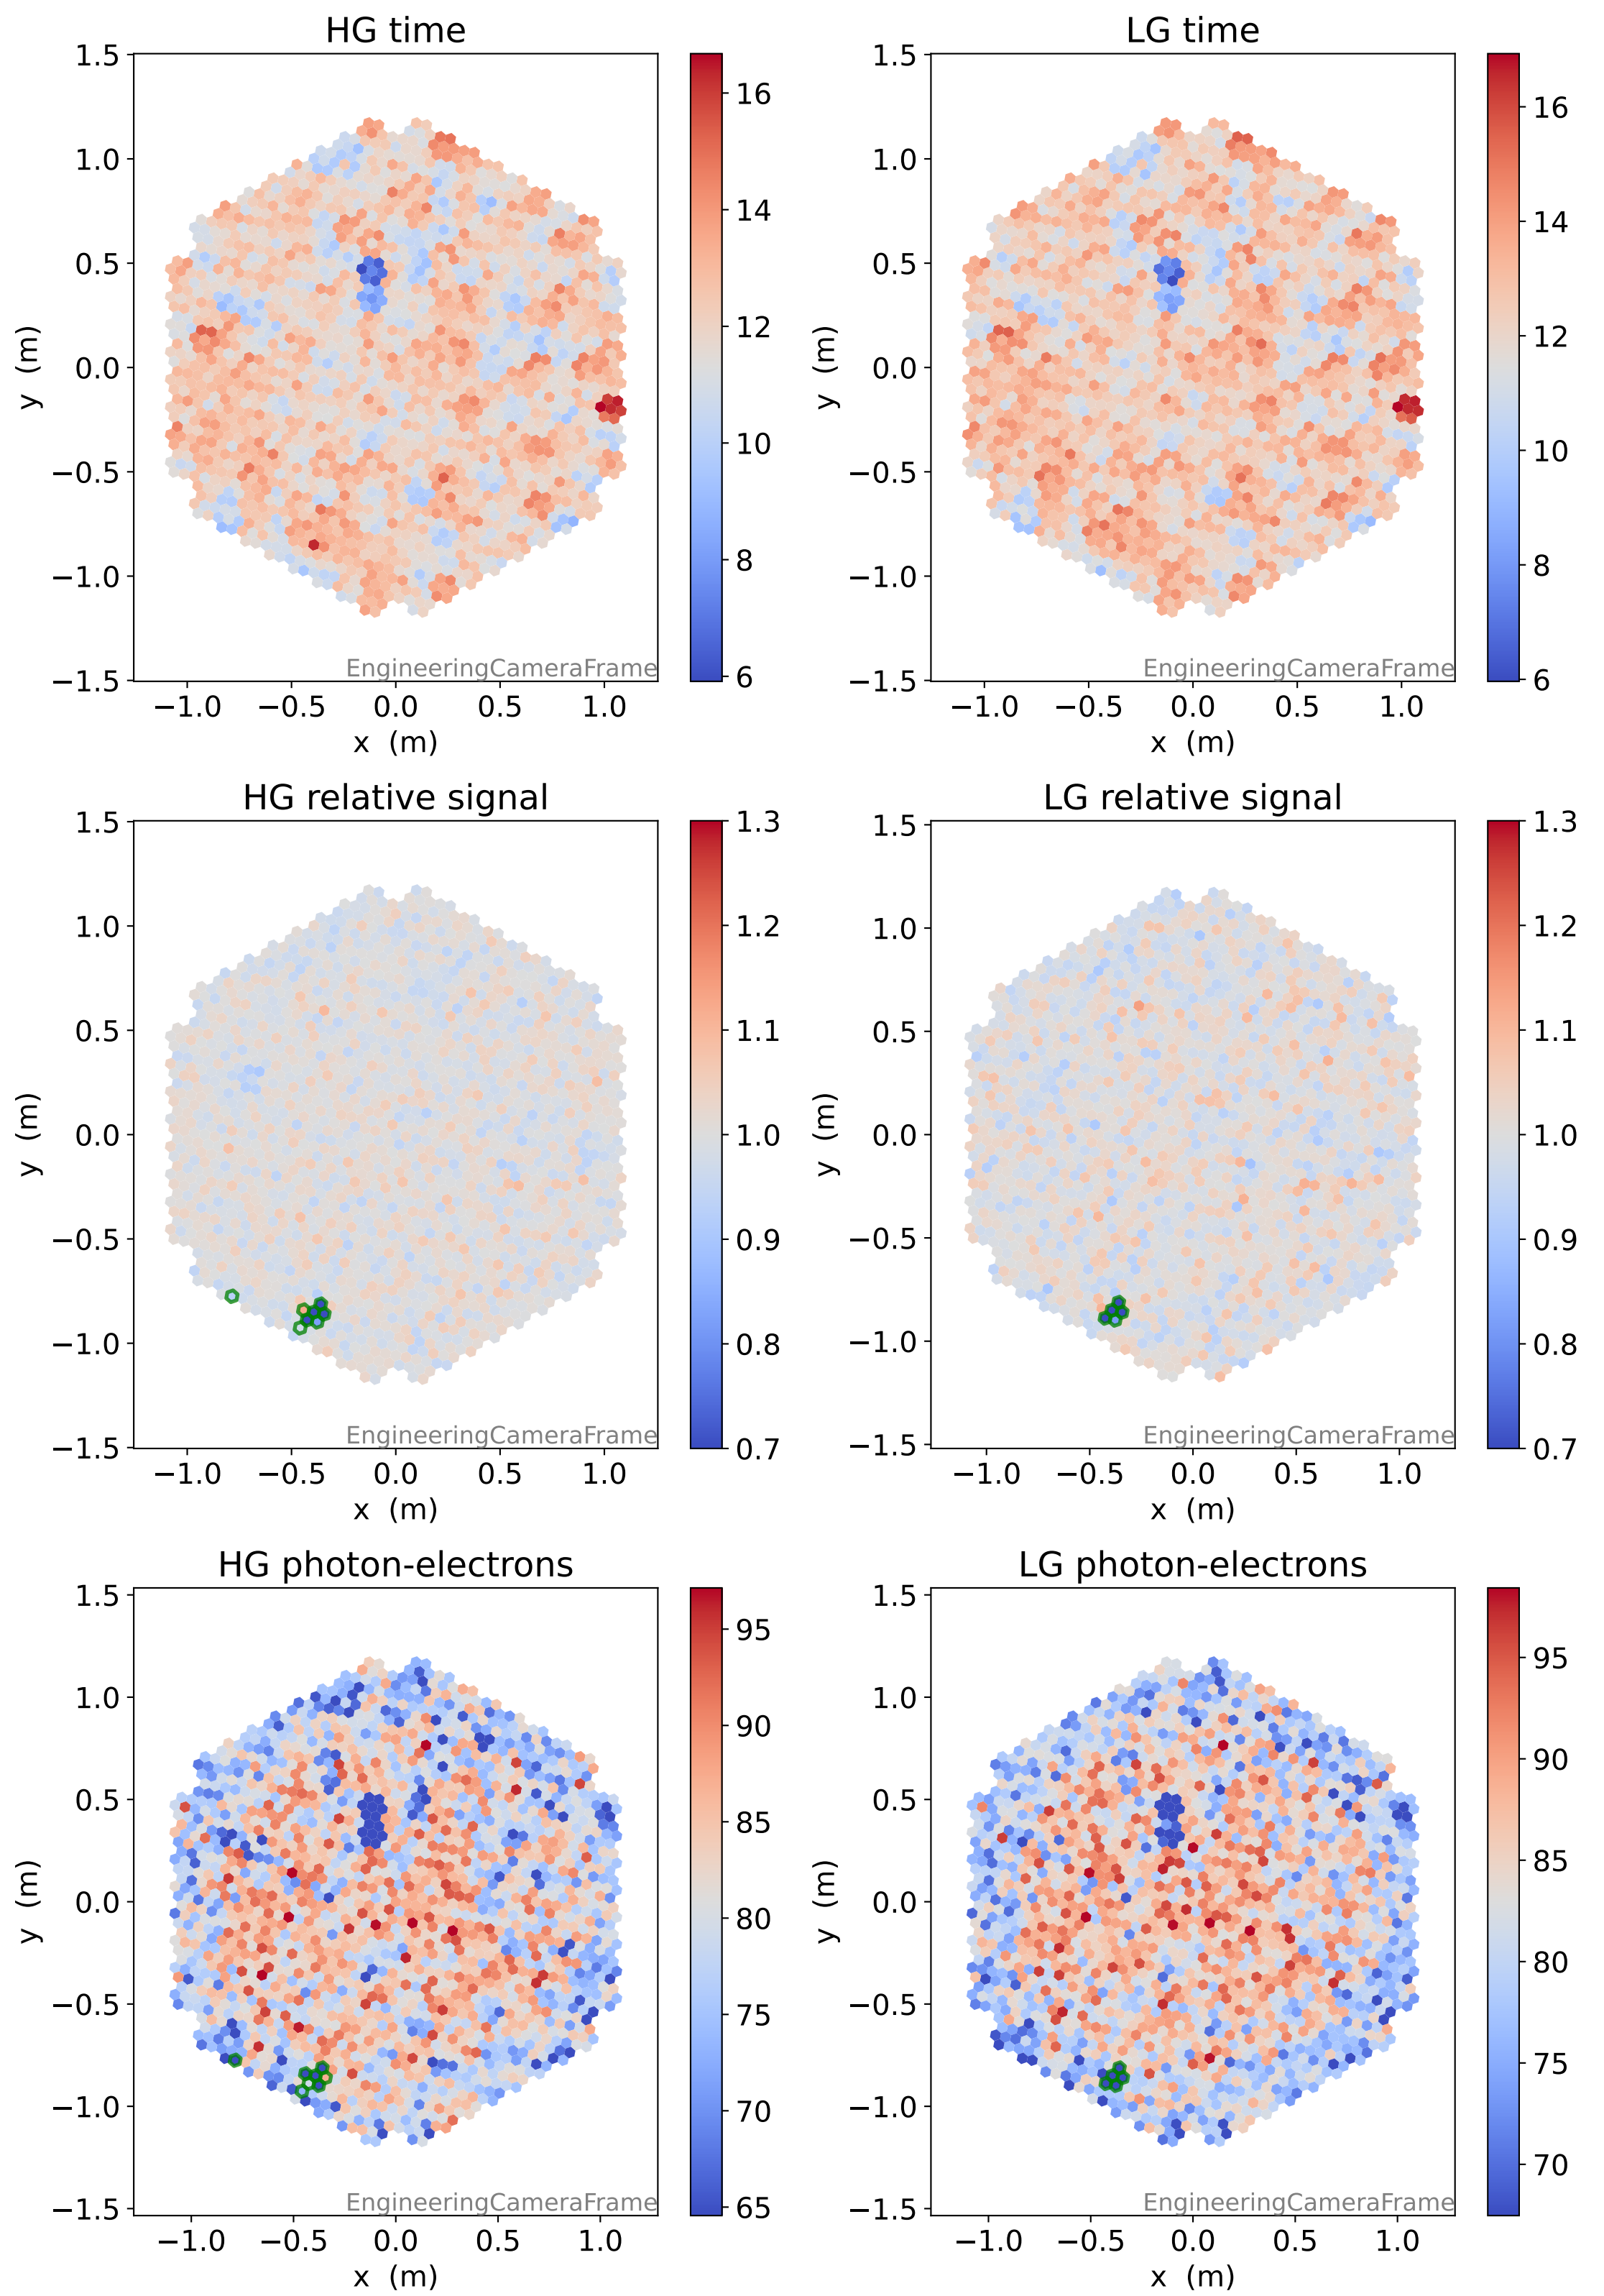 HG time
1.5
1.0
0.5
0.0
−0.5
−1.0
−1.5
y (m)
−1.0 −0.5 0.0 0.5 1.0
x (m)
EngineeringCameraFrame
16
14
12
10
8
6
LG time
1.5
1.0
0.5
0.0
−0.5
−1.0
−1.5
y (m)
−1.0 −0.5 0.0 0.5 1.0
x (m)
EngineeringCameraFrame
16
14
12
10
8
6
HG relative signal
1.5
1.0
0.5
0.0
−0.5
−1.0
−1.5
y (m)
−1.0 −0.5 0.0 0.5 1.0
x (m)
EngineeringCameraFrame
1.3
1.2
1.1
1.0
0.9
0.8
0.7
LG relative signal
1.5
1.0
0.5
0.0
−0.5
−1.0
−1.5
y (m)
−1.0 −0.5 0.0 0.5 1.0
x (m)
EngineeringCameraFrame
1.3
1.2
1.1
1.0
0.9
0.8
0.7
HG photon-electrons
1.5
1.0
0.5
0.0
−0.5
−1.0
−1.5
y (m)
−1.0 −0.5 0.0 0.5 1.0
x (m)
EngineeringCameraFrame
95
90
85
80
75
70
65
LG photon-electrons
1.5
1.0
0.5
0.0
−0.5
−1.0
−1.5
y (m)
−1.0 −0.5 0.0 0.5 1.0
x (m)
EngineeringCameraFrame
95
90
85
80
75
70